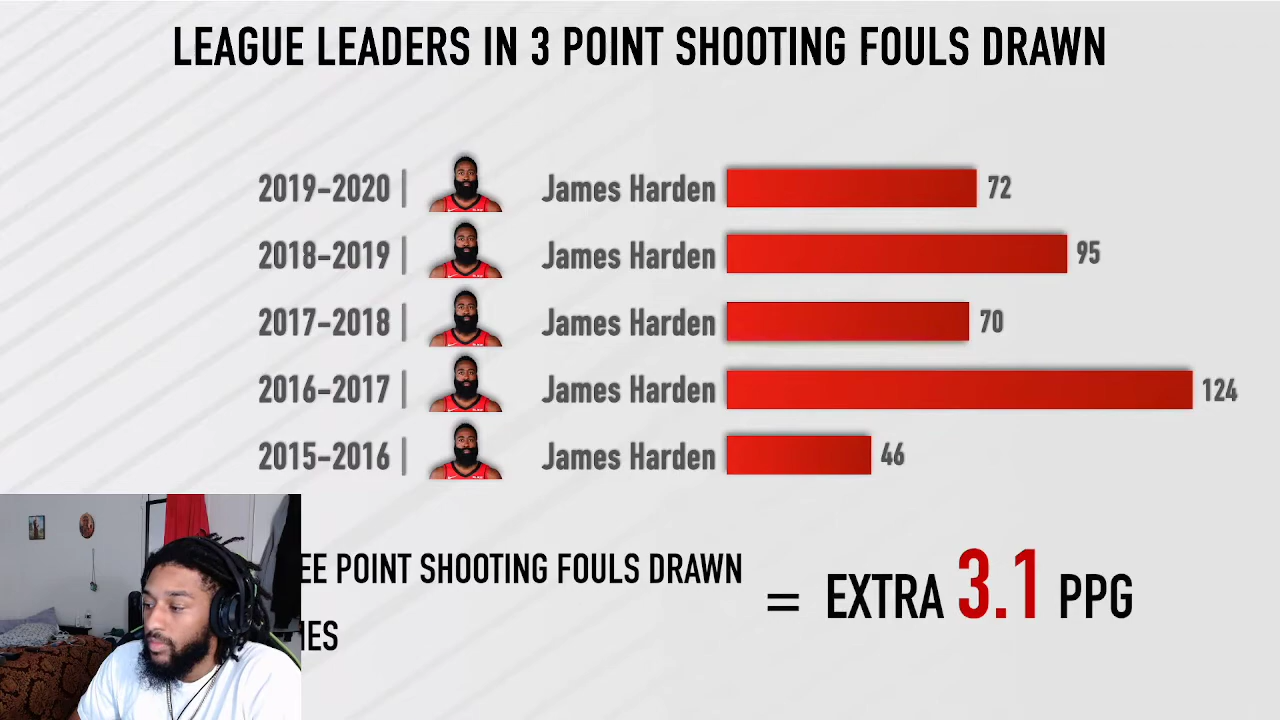 LEAGUE LEADERS IN 3 POINT SHOOTING FOULS DRAWN
2019-2020 | James Harden 72
2018-2019 | James Harden 95
2017-2018 | James Harden 70
2016-2017 | James Harden 124
2015-2016 | James Harden 46
POINT SHOOTING FOULS DRAWN
= EXTRA 3.1 PPG